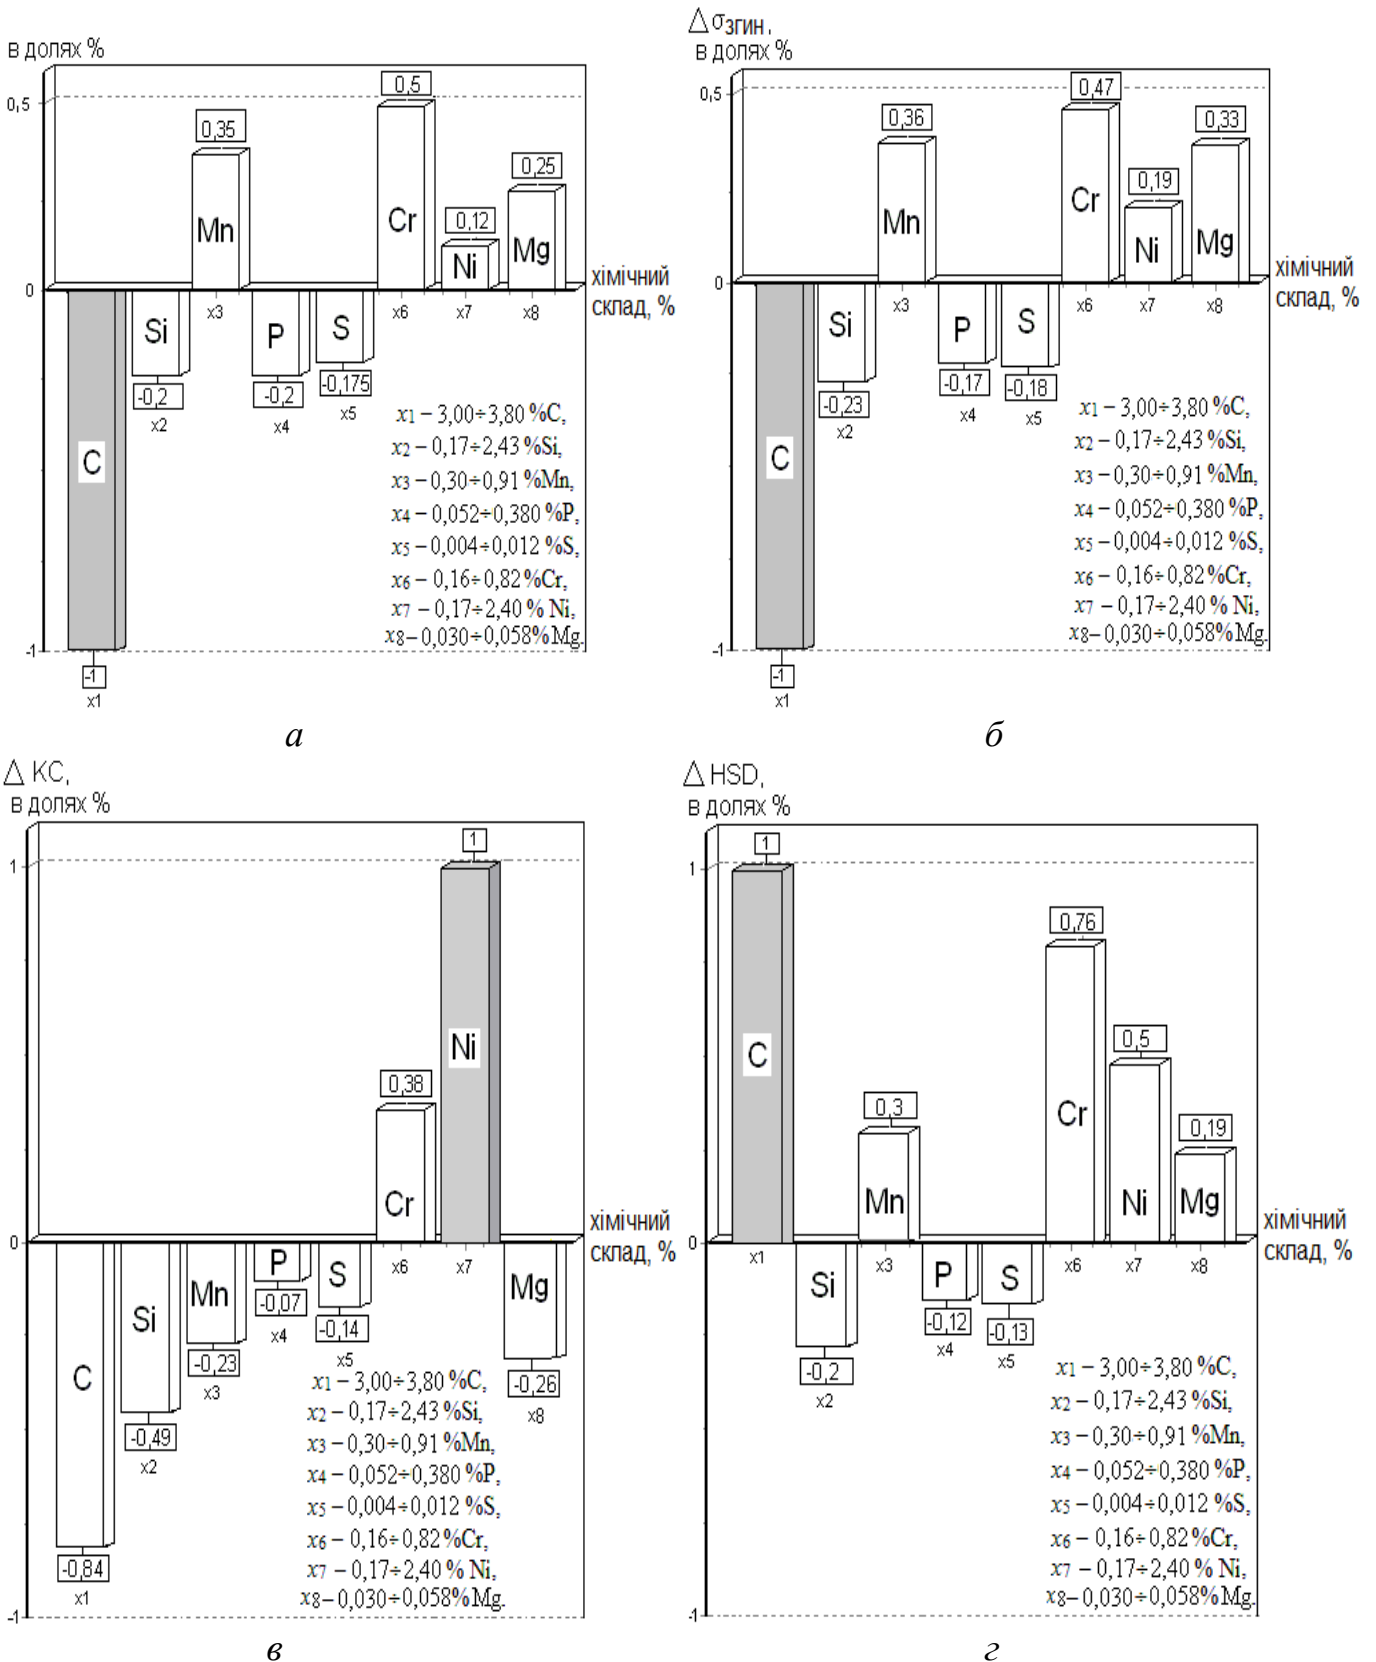 в долях %
0,5
0,5
0,35
0,25
0,12
Mn
Cr
Ni
Mg
хімічний
склад, %
0
x3
x6
x7
x8
Si
P
S
-0,2
-0,2
-0,175
x2
x4
x5
C
x1 – 3,00÷3,80 %C,
x2 – 0,17÷2,43 %Si,
x3 – 0,30÷0,91 %Mn,
x4 – 0,052÷0,380 %P,
x5 – 0,004÷0,012 %S,
x6 – 0,16÷0,82 %Cr,
x7 – 0,17÷2,40 % Ni,
x8–0,030÷0,058%Mg.
-1
-1
x1
а
Δσзгин,
в долях %
0,5
0,47
0,36
0,33
0,19
Mn
Cr
Ni
Mg
хімічний
склад, %
0
x3
x6
x7
x8
Si
P
S
-0,23
-0,17
-0,18
x2
x4
x5
C
x1 – 3,00÷3,80 %C,
x2 – 0,17÷2,43 %Si,
x3 – 0,30÷0,91 %Mn,
x4 – 0,052÷0,380 %P,
x5 – 0,004÷0,012 %S,
x6 – 0,16÷0,82 %Cr,
x7 – 0,17÷2,40 % Ni,
x8–0,030÷0,058%Mg.
-1
-1
x1
б
Δ KC,
в долях %
1
1
0,38
Ni
Cr
хімічний
склад, %
0
x6
x7
C
Si
Mn
P
S
Mg
-0,07
-0,14
-0,23
-0,26
x4
x5
x3
x8
-0,49
x2
-0,84
x1
x1 – 3,00÷3,80 %C,
x2 – 0,17÷2,43 %Si,
x3 – 0,30÷0,91 %Mn,
x4 – 0,052÷0,380 %P,
x5 – 0,004÷0,012 %S,
x6 – 0,16÷0,82 %Cr,
x7 – 0,17÷2,40 % Ni,
x8–0,030÷0,058%Mg.
-1
в
Δ HSD,
в долях %
1
1
0,76
0,5
0,3
0,19
C
Mn
Cr
Ni
Mg
хімічний
склад, %
0
x1
x3
x6
x7
x8
Si
P
S
-0,2
-0,12
-0,13
x2
x4
x5
x1 – 3,00÷3,80 %C,
x2 – 0,17÷2,43 %Si,
x3 – 0,30÷0,91 %Mn,
x4 – 0,052÷0,380 %P,
x5 – 0,004÷0,012 %S,
x6 – 0,16÷0,82 %Cr,
x7 – 0,17÷2,40 % Ni,
x8–0,030÷0,058%Mg.
-1
г